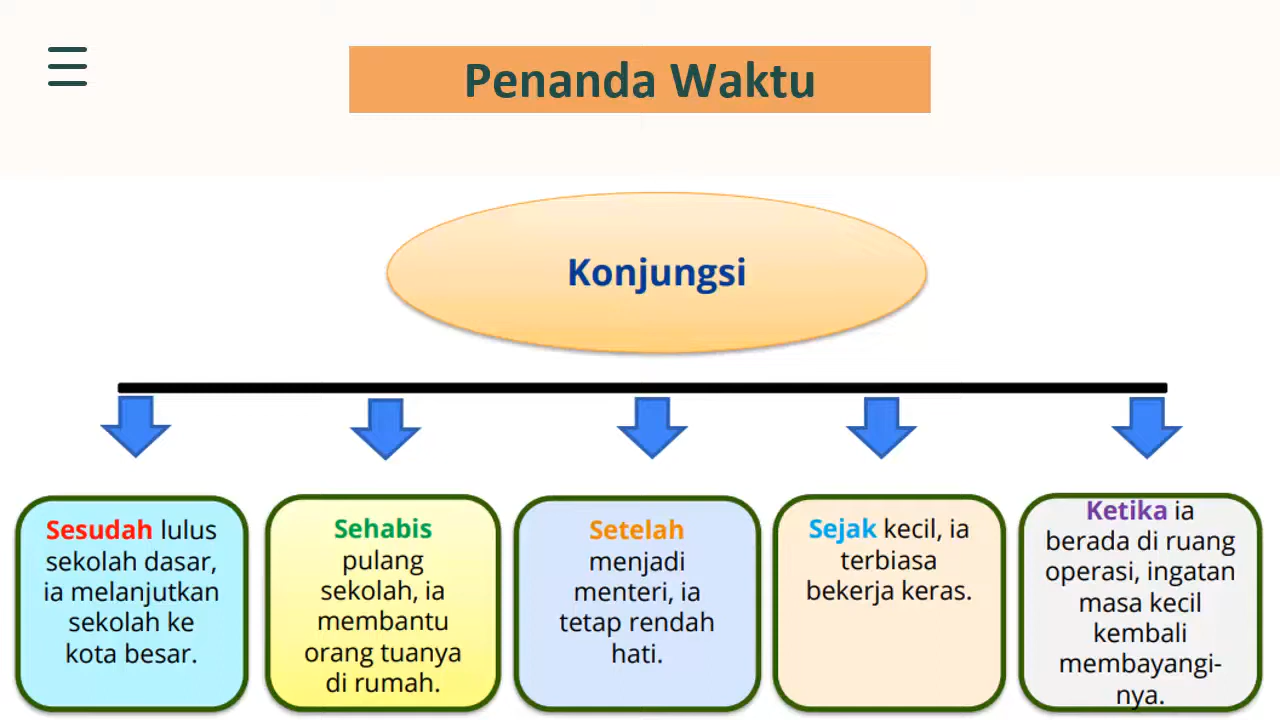 Penanda Waktu
Konjungsi
Sesudah lulus
sekolah dasar,
ia melanjutkan
sekolah ke
kota besar.
Sehabis
pulang
sekolah, ia
membantu
orang tuanya
di rumah.
Setelah
menjadi
menteri, ia
tetap rendah
hati.
Sejak kecil, ia
terbiasa
bekerja keras.
Ketika ia
berada di ruang
operasi, ingatan
masa kecil
kembali
membayangi-
nya.